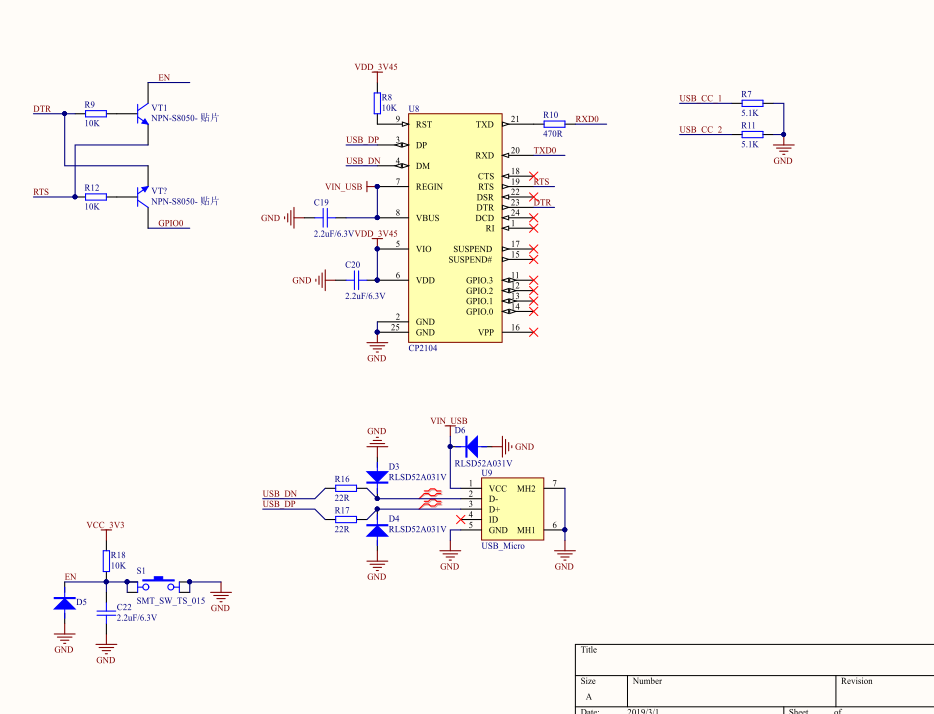 EN
DTR
R9
10K
VT1
NPN-S8050- 贴片
RTS
R12
10K
VT?
NPN-S8050- 贴片
GPIO0
VDD_3V45
R8
10K
U8
9
RST
TXD
21
R10
470R
RXD0
USB_DP
3
DP
RXD
20
TXD0
USB_DN
4
DM
CTS
18
VIN_USB
7
REGIN
RTS
19
RTS
DSR
22
DTR
23
DTR
C19
2.2uF/6.3V
GND
8
VBUS
DCD
24
RI
1
VDD_3V45
5
VIO
SUSPEND
17
SUSPEND#
15
C20
2.2uF/6.3V
GND
6
VDD
GPIO.3
11
GPIO.2
12
GPIO.1
13
GPIO.0
14
2
GND
25
GND
VPP
16
GND
CP2104
USB_CC_1
R7
5.1K
USB_CC_2
R11
5.1K
GND
VIN_USB
D6
GND
RLSD52A031V
GND
D3
RLSD52A031V
USB_DN
R16
22R
USB_DP
R17
22R
D4
RLSD52A031V
GND
U9
1
VCC
MH2
7
2
D-
3
D+
4
ID
5
GND
MH1
6
USB_Micro
GND
GND
VCC_3V3
R18
10K
EN
S1
SMT_SW_TS_015
GND
D5
C22
2.2uF/6.3V
GND
GND
Title
Size
Number
Revision
A
Date:
2019/3/1
Sheet
of